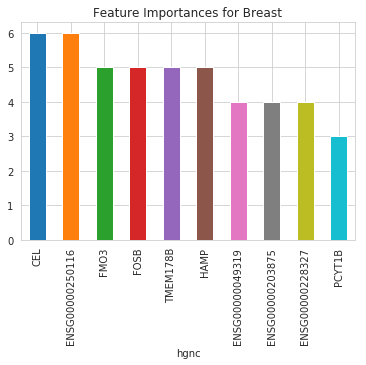 Feature Importances for Breast
6
5
4
3
2
1
0
CEL
ENSG00000250116
FMO3
FOSB
TMEM178B
HAMP
ENSG00000049319
ENSG00000203875
ENSG00000228327
PCYT1B
hgnc